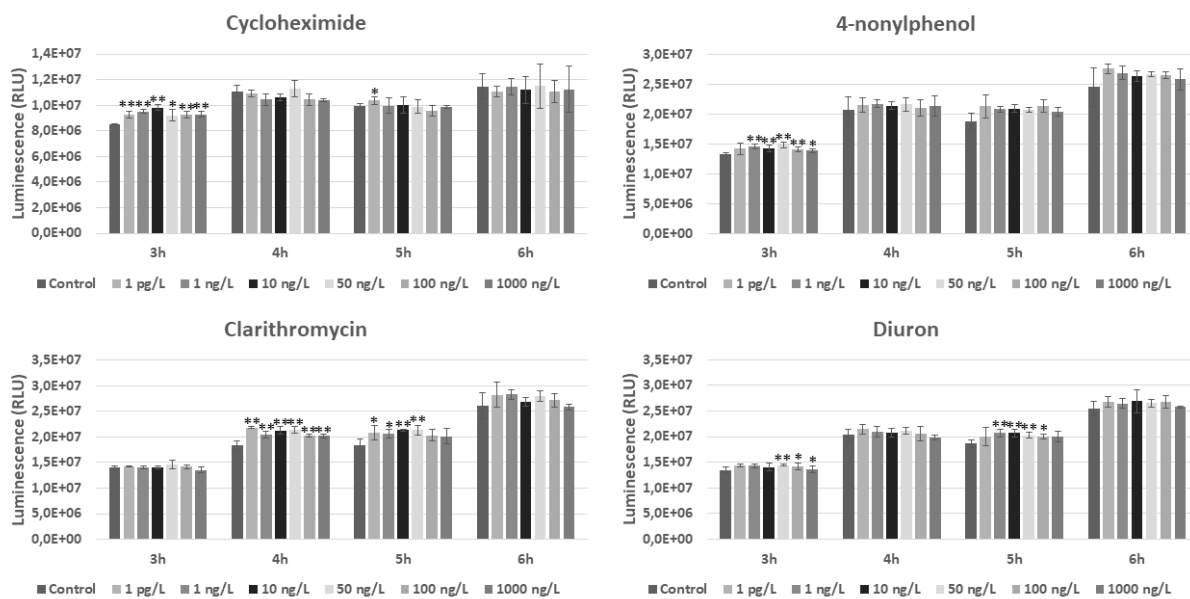 Cycloheximide
Luminescence (RLU)
1,4E+07
1,2E+07
1,0E+07
8,0E+06
6,0E+06
4,0E+06
2,0E+06
0,0E+00
** ** ** * ** **
*
3h 4h 5h 6h
Control 1 pg/L 1 ng/L 10 ng/L 50 ng/L 100 ng/L 1000 ng/L
4-nonylphenol
Luminescence (RLU)
3,0E+07
2,5E+07
2,0E+07
1,5E+07
1,0E+07
5,0E+06
0,0E+00
** ** ** ** *
3h 4h 5h 6h
Control 1 pg/L 1 ng/L 10 ng/L 50 ng/L 100 ng/L 1000 ng/L
Clarithromycin
Luminescence (RLU)
3,5E+07
3,0E+07
2,5E+07
2,0E+07
1,5E+07
1,0E+07
5,0E+06
0,0E+00
** ** ** ** ** **
* * ** **
3h 4h 5h 6h
Control 1 pg/L 1 ng/L 10 ng/L 50 ng/L 100 ng/L 1000 ng/L
Diuron
Luminescence (RLU)
3,5E+07
3,0E+07
2,5E+07
2,0E+07
1,5E+07
1,0E+07
5,0E+06
0,0E+00
** * *
** ** ** *
3h 4h 5h 6h
Control 1 pg/L 1 ng/L 10 ng/L 50 ng/L 100 ng/L 1000 ng/L